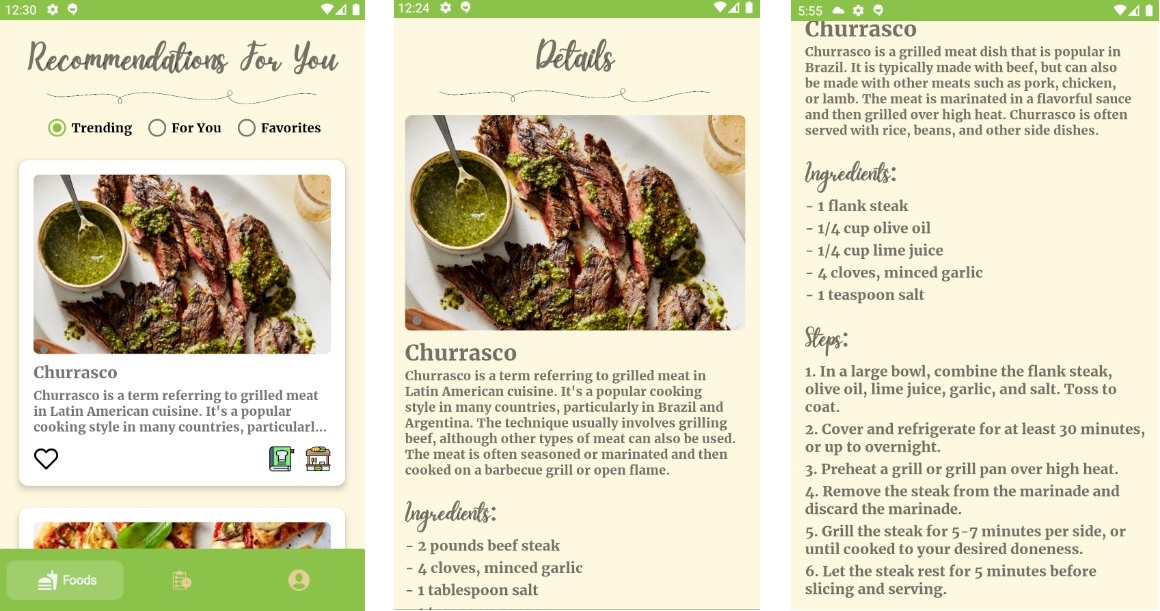 12:30
Recommendations For You
Trending
For You
Favorites
Churrasco
Churrasco is a term referring to grilled meat
in Latin American cuisine. It's a popular
cooking style in many countries, particularl...
Foods
12:24
Details
Churrasco
Churrasco is a term referring to grilled meat in
Latin American cuisine. It's a popular cooking
style in many countries, particularly in Brazil and
Argentina. The technique usually involves grilling
beef, although other types of meat can also be used.
The meat is often seasoned or marinated and then
cooked on a barbecue grill or open flame.
Ingredients:
- 2 pounds beef steak
- 4 cloves, minced garlic
- 1 tablespoon salt
5:55
Churrasco
Churrasco is a grilled meat dish that is popular in
Brazil. It is typically made with beef, but can also
be made with other meats such as pork, chicken,
or lamb. The meat is marinated in a flavorful sauce
and then grilled over high heat. Churrasco is often
served with rice, beans, and other side dishes.
Ingredients:
- 1 flank steak
- 1/4 cup olive oil
- 1/4 cup lime juice
- 4 cloves, minced garlic
- 1 teaspoon salt
Steps:
1. In a large bowl, combine the flank steak,
olive oil, lime juice, garlic, and salt. Toss to
coat.
2. Cover and refrigerate for at least 30 minutes,
or up to overnight.
3. Preheat a grill or grill pan over high heat.
4. Remove the steak from the marinade and
discard the marinade.
5. Grill the steak for 5-7 minutes per side, or
until cooked to your desired doneness.
6. Let the steak rest for 5 minutes before
slicing and serving.